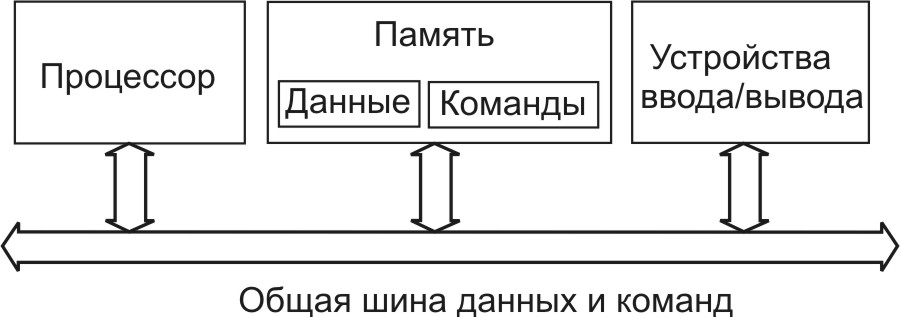 Процессор
Память
Данные
Команды
Устройства
ввода/вывода
Общая шина данных и команд